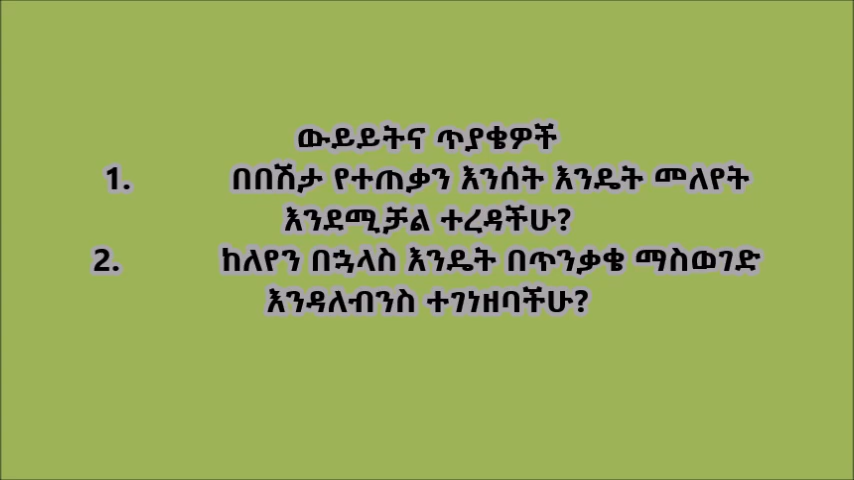 ውይይትና ጥያቄዎች
1. በበሽታ የተጠቃን እንሰት እንዴት መለየት
እንደሚቻል ተረዳችሁ?
2. ከለየን በኋላስ እንዴት በጥንቃቄ ማስወገድ
እንዳለብንስ ተገነዘባችሁ?